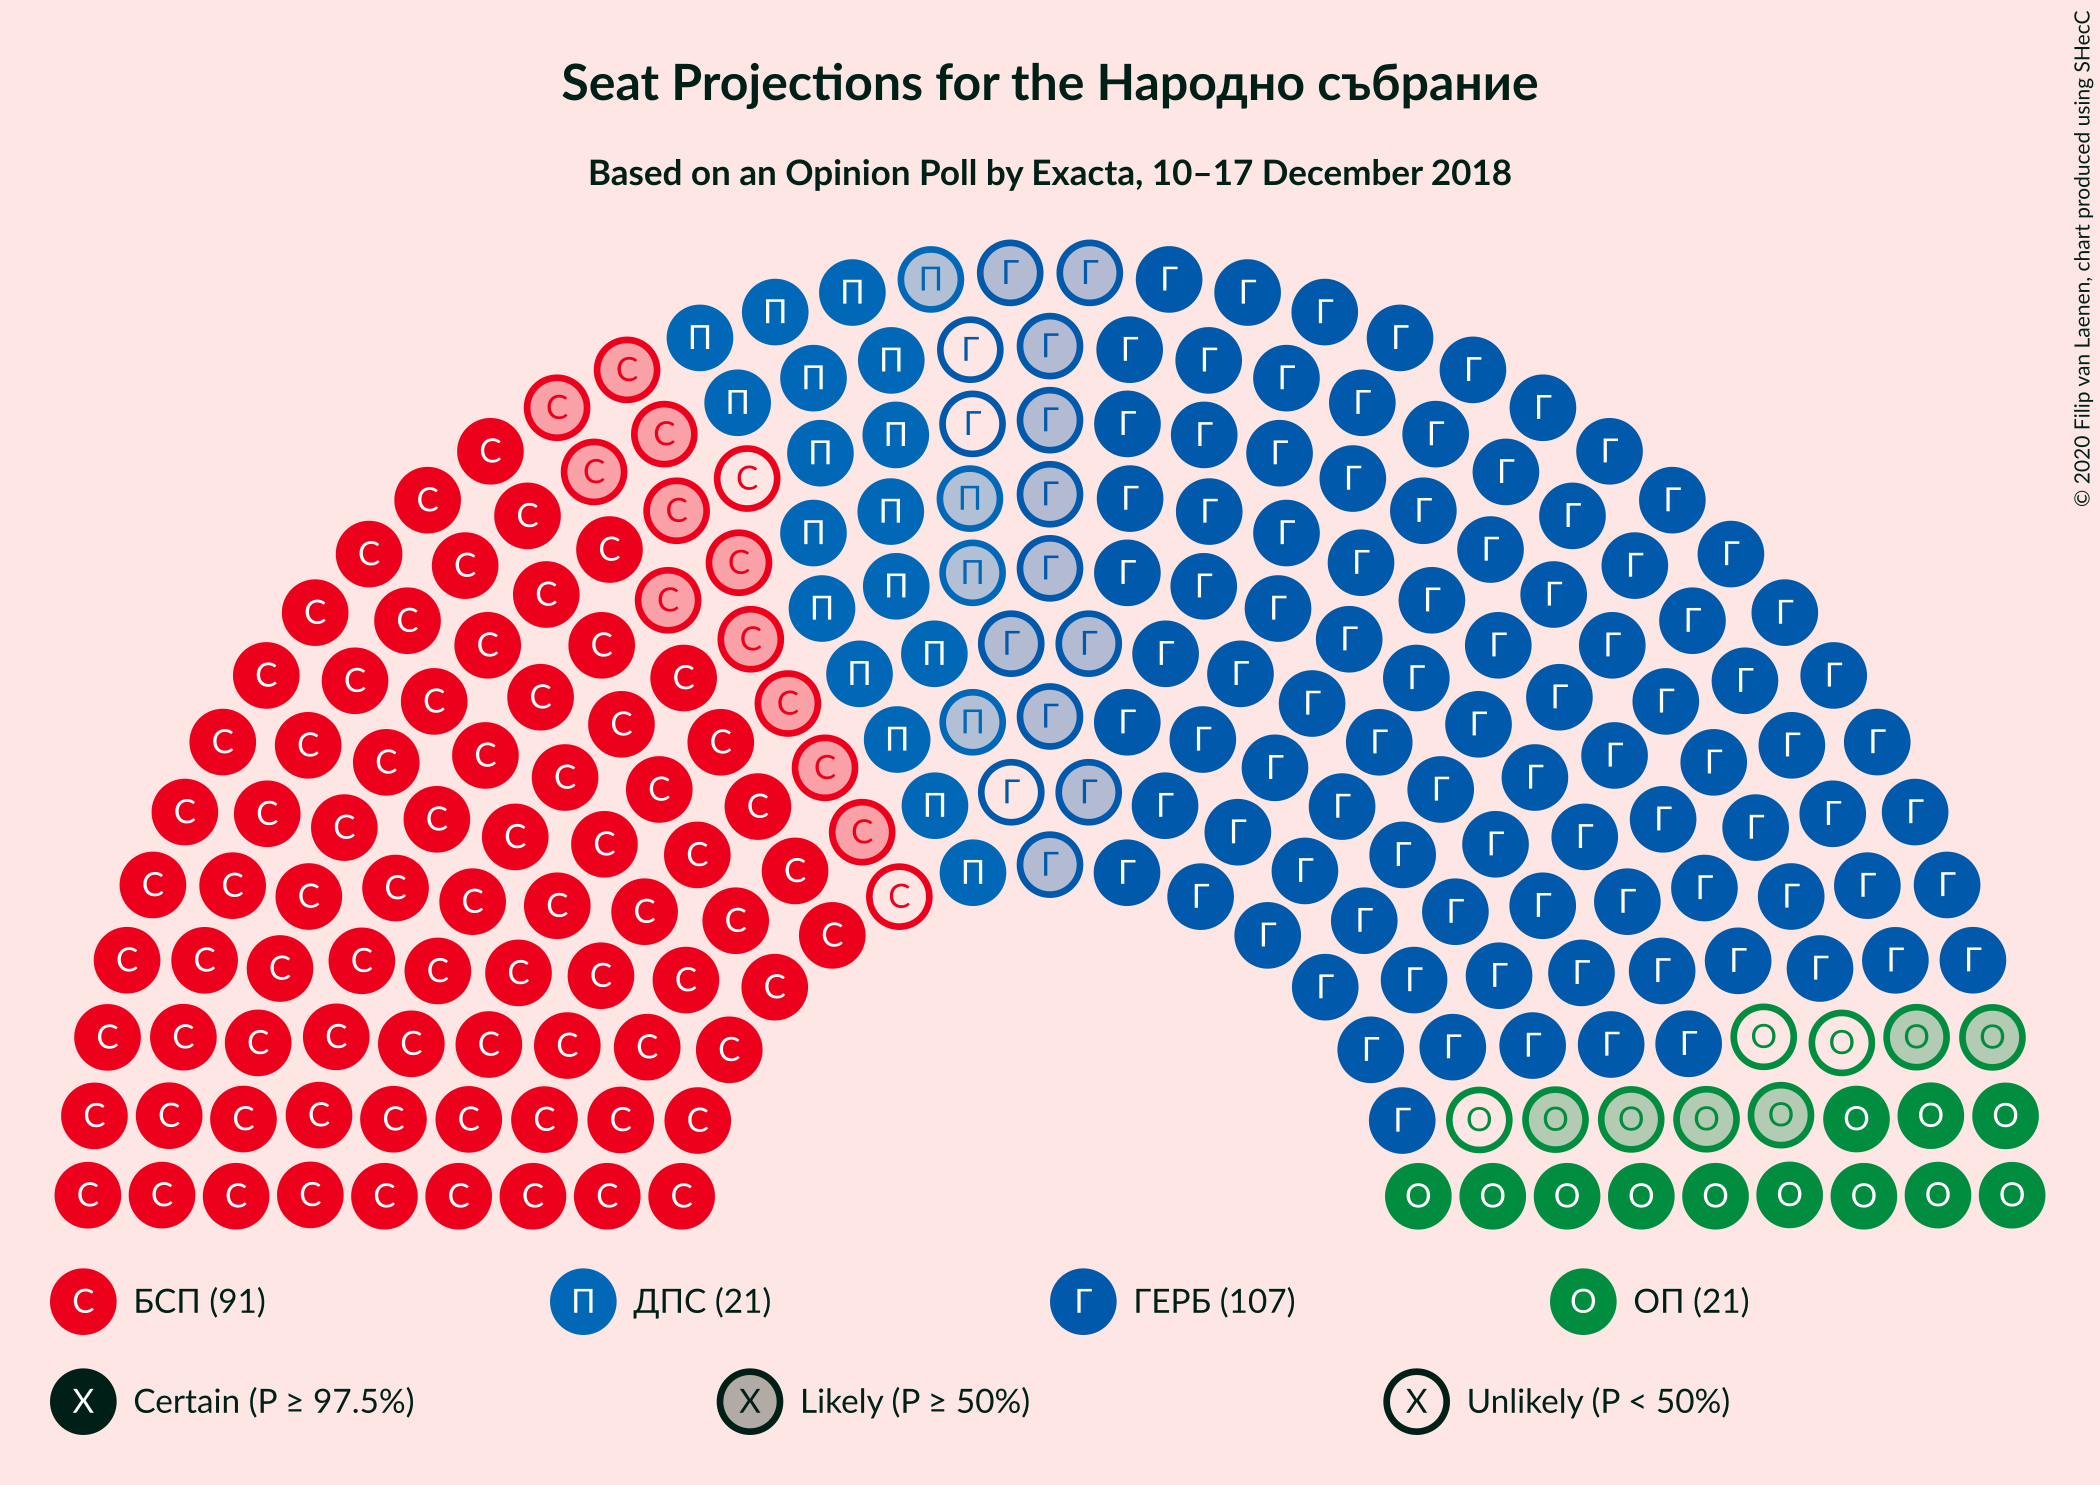 Seat Projections for the Народно събрание
Based on an Opinion Poll by Exacta, 10–17 December 2018
© 2020 Filip van Laenen, chart produced using SHecC
С БСП (91)
П ДПС (21)
Г ГЕРБ (107)
О ОП (21)
X Certain (P ≥ 97.5%)
X Likely (P ≥ 50%)
X Unlikely (P < 50%)